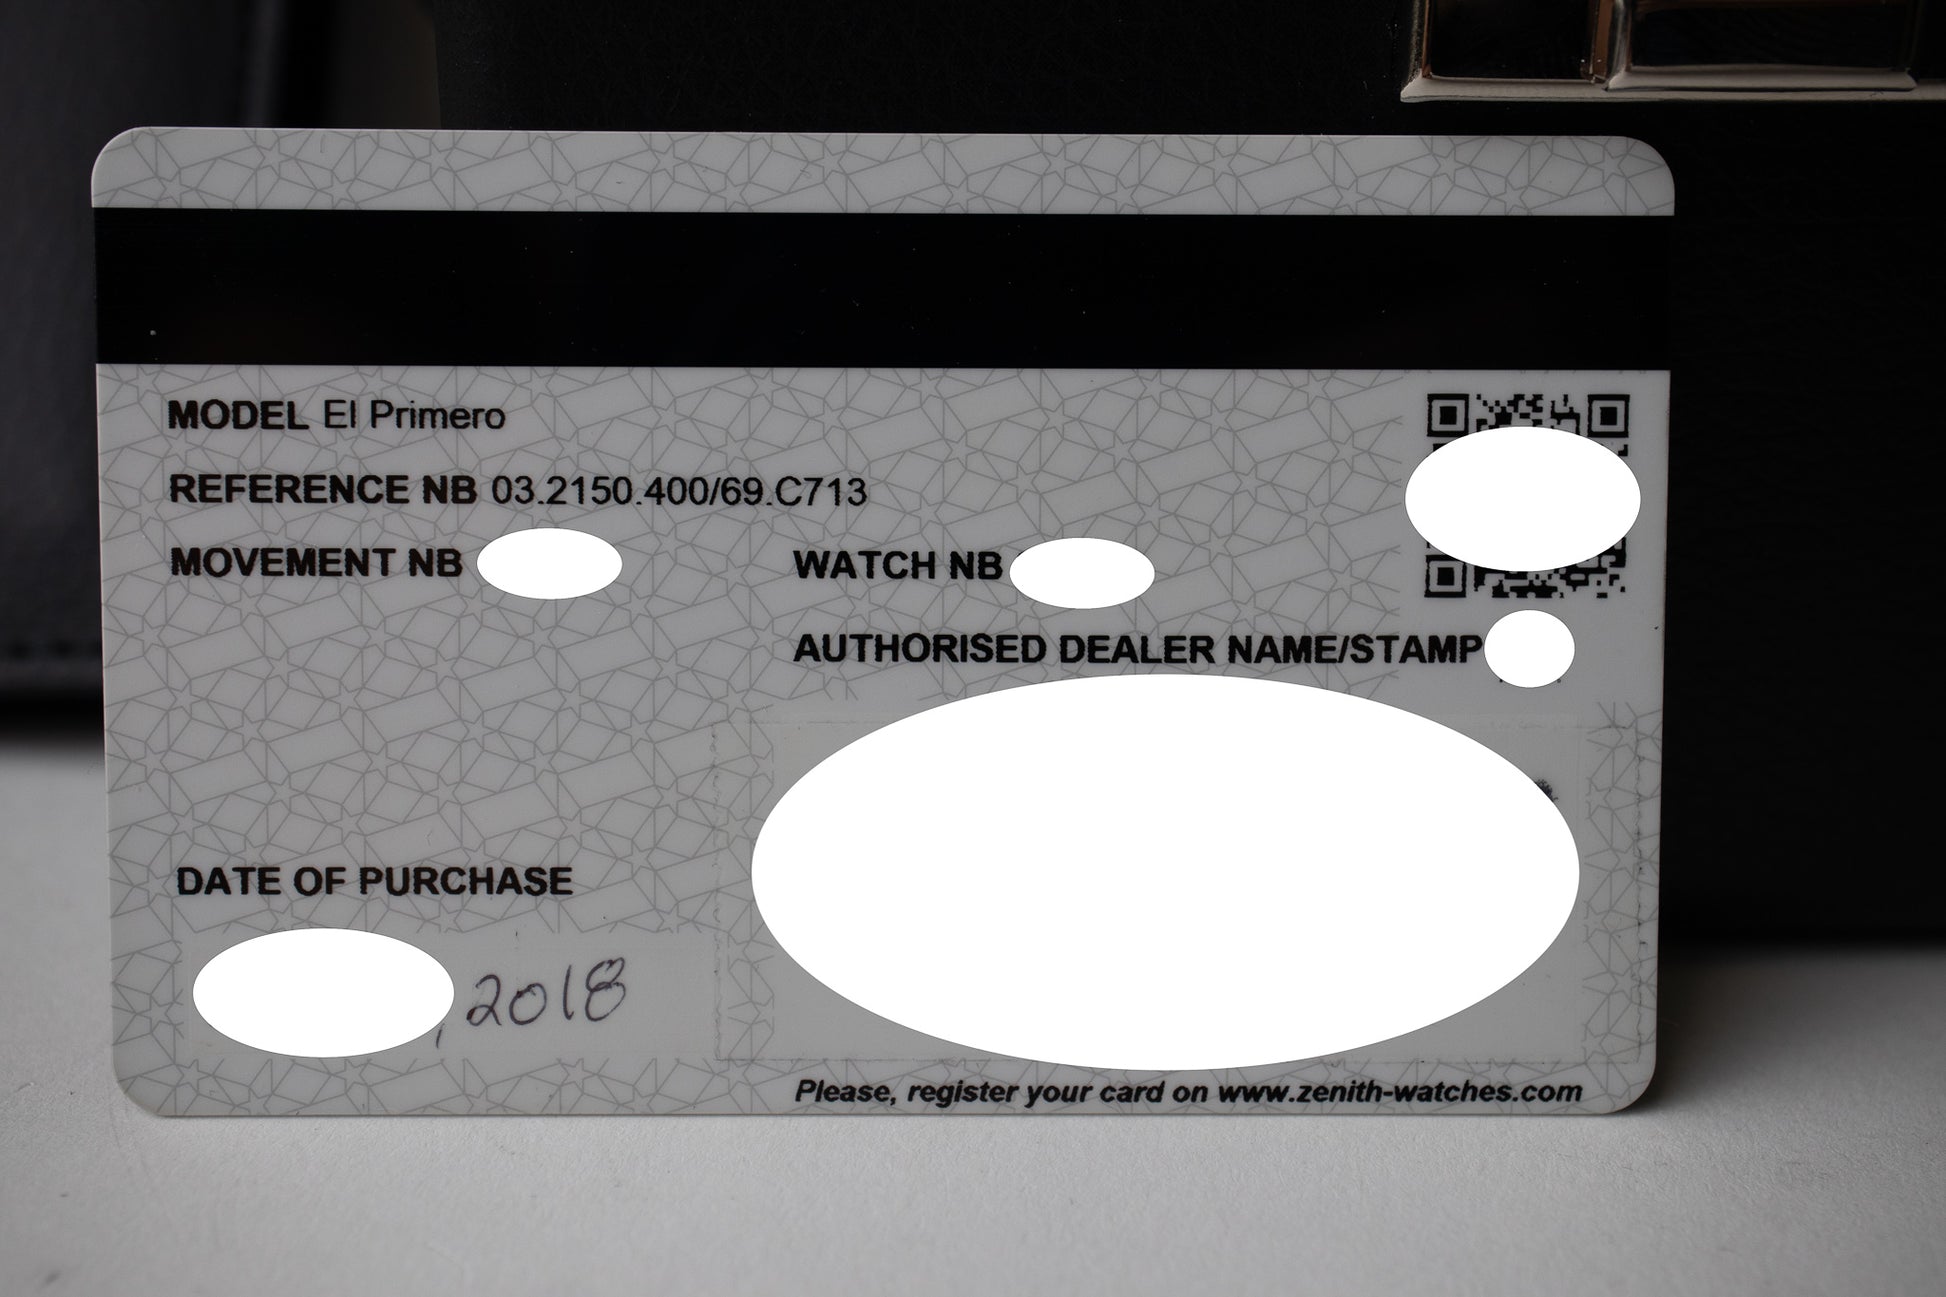 MODEL El Primero
REFERENCE NB 03.2150.400/69.C713
MOVEMENT NB
WATCH NB
AUTHORISED DEALER NAME/STAMP
DATE OF PURCHASE
, 2018
Please, register your card on www.zenith-watches.com